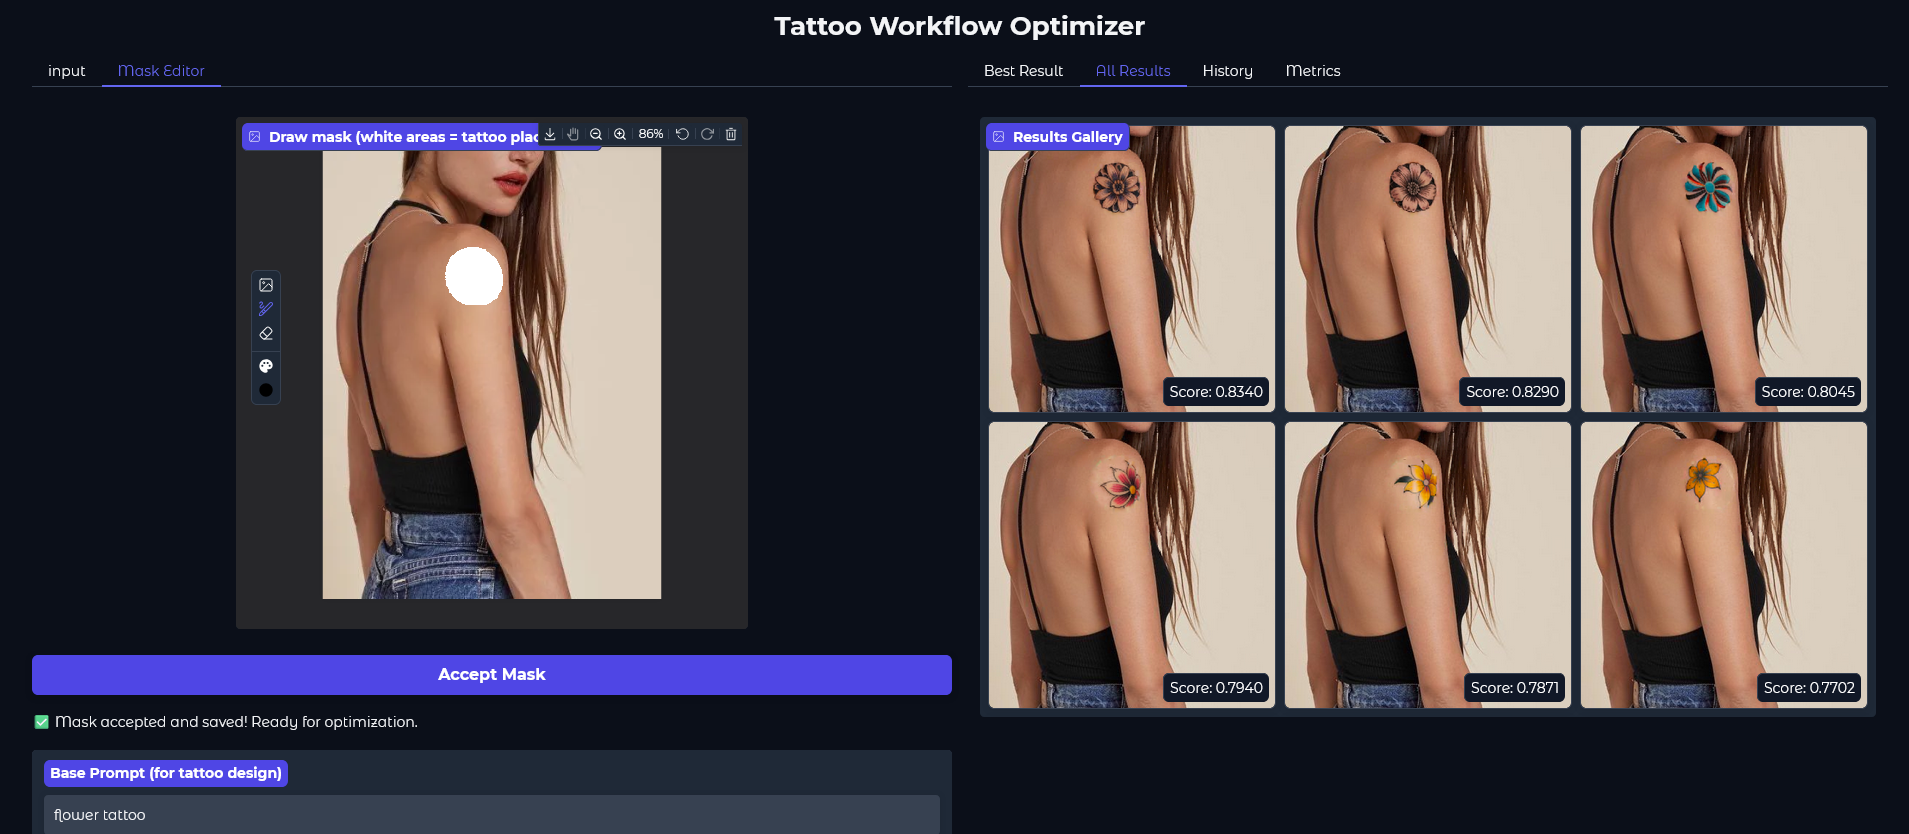 Tattoo Workflow Optimizer
input
Mask Editor
Draw mask (white areas = tattoo plac
86%
Accept Mask
✅ Mask accepted and saved! Ready for optimization.
Base Prompt (for tattoo design)
flower tattoo
Best Result
All Results
History
Metrics
Results Gallery
Score: 0.8340
Score: 0.8290
Score: 0.8045
Score: 0.7940
Score: 0.7871
Score: 0.7702